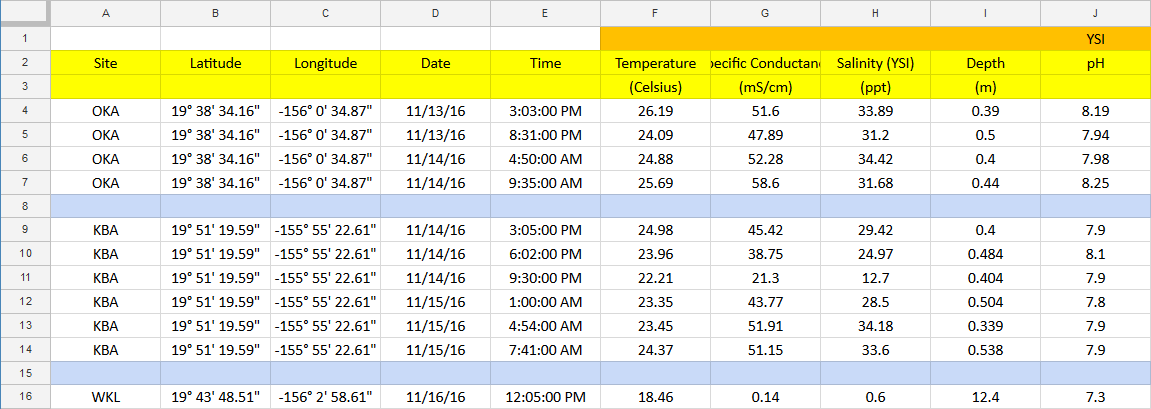 A B C D E F G H I J
1 YSI
2 Site Latitude Longitude Date Time Temperature pecific Conductanc Salinity (YSI) Depth pH
3 (Celsius) (mS/cm) (ppt) (m)
4 OKA 19° 38' 34.16" -156° 0' 34.87" 11/13/16 3:03:00 PM 26.19 51.6 33.89 0.39 8.19
5 OKA 19° 38' 34.16" -156° 0' 34.87" 11/13/16 8:31:00 PM 24.09 47.89 31.2 0.5 7.94
6 OKA 19° 38' 34.16" -156° 0' 34.87" 11/14/16 4:50:00 AM 24.88 52.28 34.42 0.4 7.98
7 OKA 19° 38' 34.16" -156° 0' 34.87" 11/14/16 9:35:00 AM 25.69 58.6 31.68 0.44 8.25
8
9 KBA 19° 51' 19.59" -155° 55' 22.61" 11/14/16 3:05:00 PM 24.98 45.42 29.42 0.4 7.9
10 KBA 19° 51' 19.59" -155° 55' 22.61" 11/14/16 6:02:00 PM 23.96 38.75 24.97 0.484 8.1
11 KBA 19° 51' 19.59" -155° 55' 22.61" 11/14/16 9:30:00 PM 22.21 21.3 12.7 0.404 7.9
12 KBA 19° 51' 19.59" -155° 55' 22.61" 11/15/16 1:00:00 AM 23.35 43.77 28.5 0.504 7.8
13 KBA 19° 51' 19.59" -155° 55' 22.61" 11/15/16 4:54:00 AM 23.45 51.91 34.18 0.339 7.9
14 KBA 19° 51' 19.59" -155° 55' 22.61" 11/15/16 7:41:00 AM 24.37 51.15 33.6 0.538 7.9
15
16 WKL 19° 43' 48.51" -156° 2' 58.61" 11/16/16 12:05:00 PM 18.46 0.14 0.6 12.4 7.3